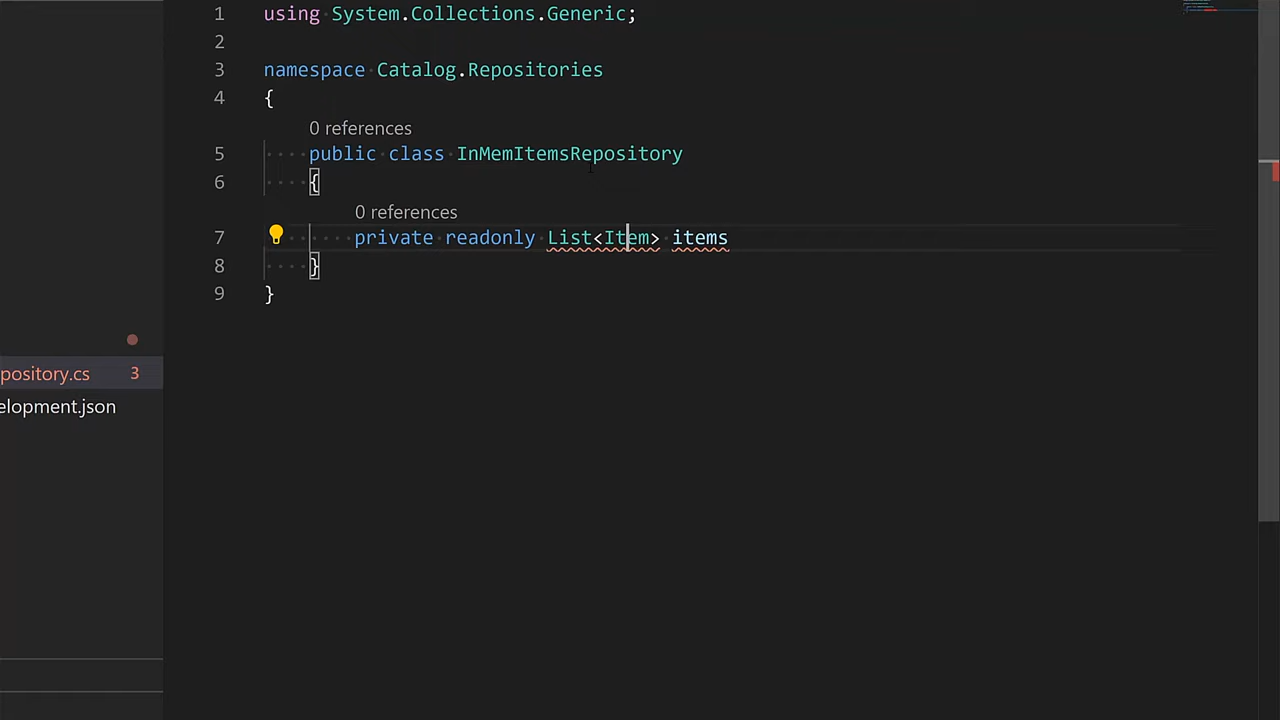 1 using System.Collections.Generic;
2
3 namespace Catalog.Repositories
4 {
0 references
5 public class InMemItemsRepository
6 {
0 references
7 private readonly List<Item> items
8 }
9 }
pository.cs 3
elopment.json